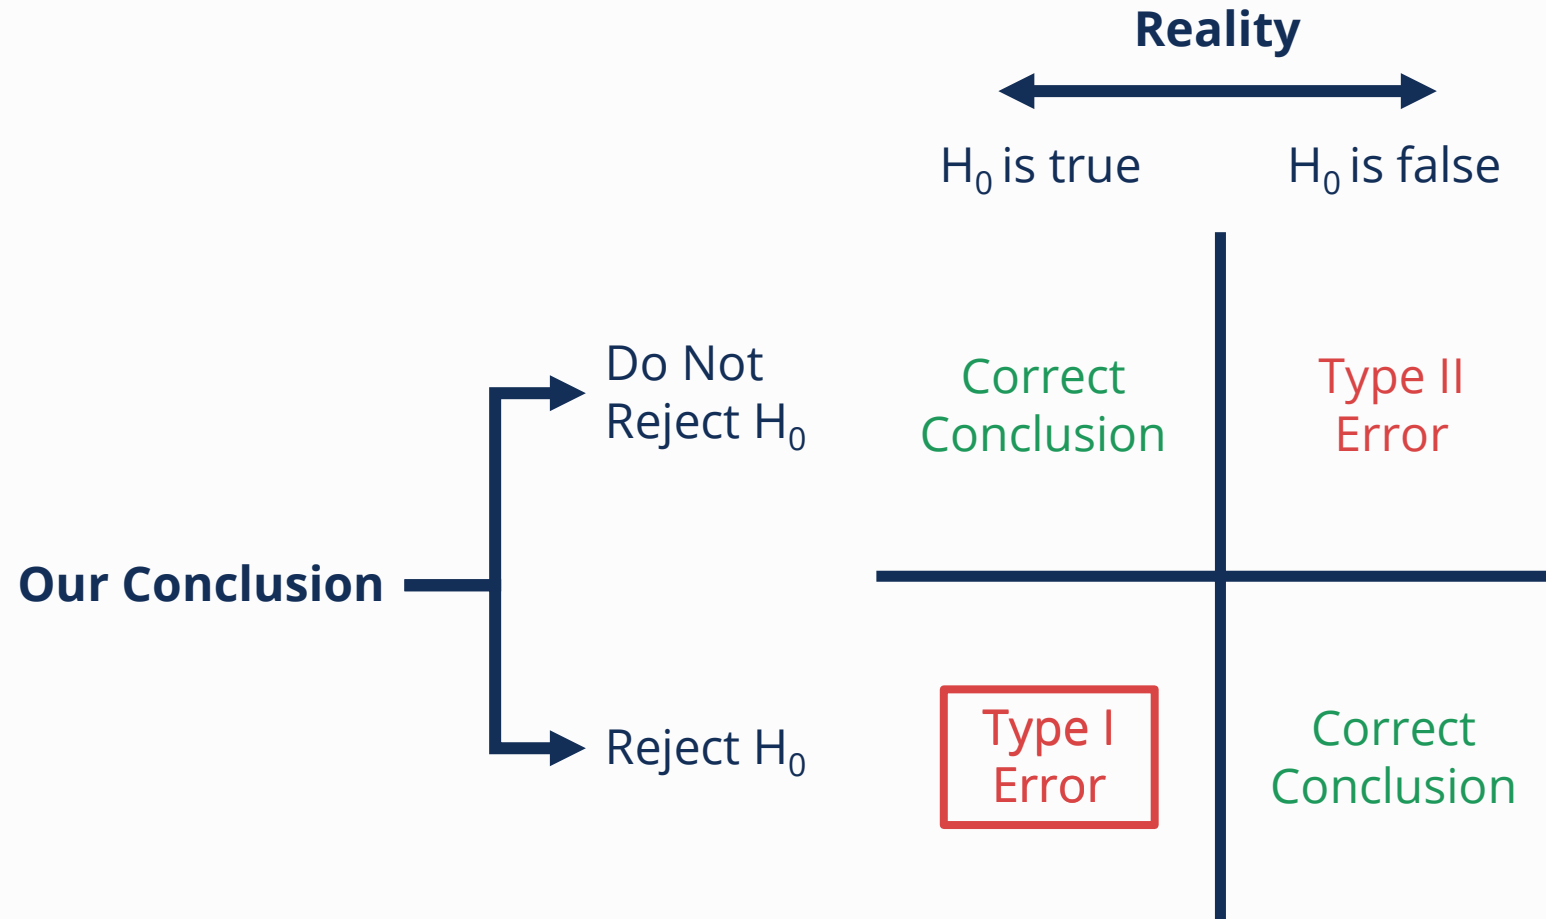 Reality
H₀ is true
H₀ is false
Do Not
Reject H₀
Correct
Conclusion
Type II
Error
Our Conclusion
Reject H₀
Type I
Error
Correct
Conclusion